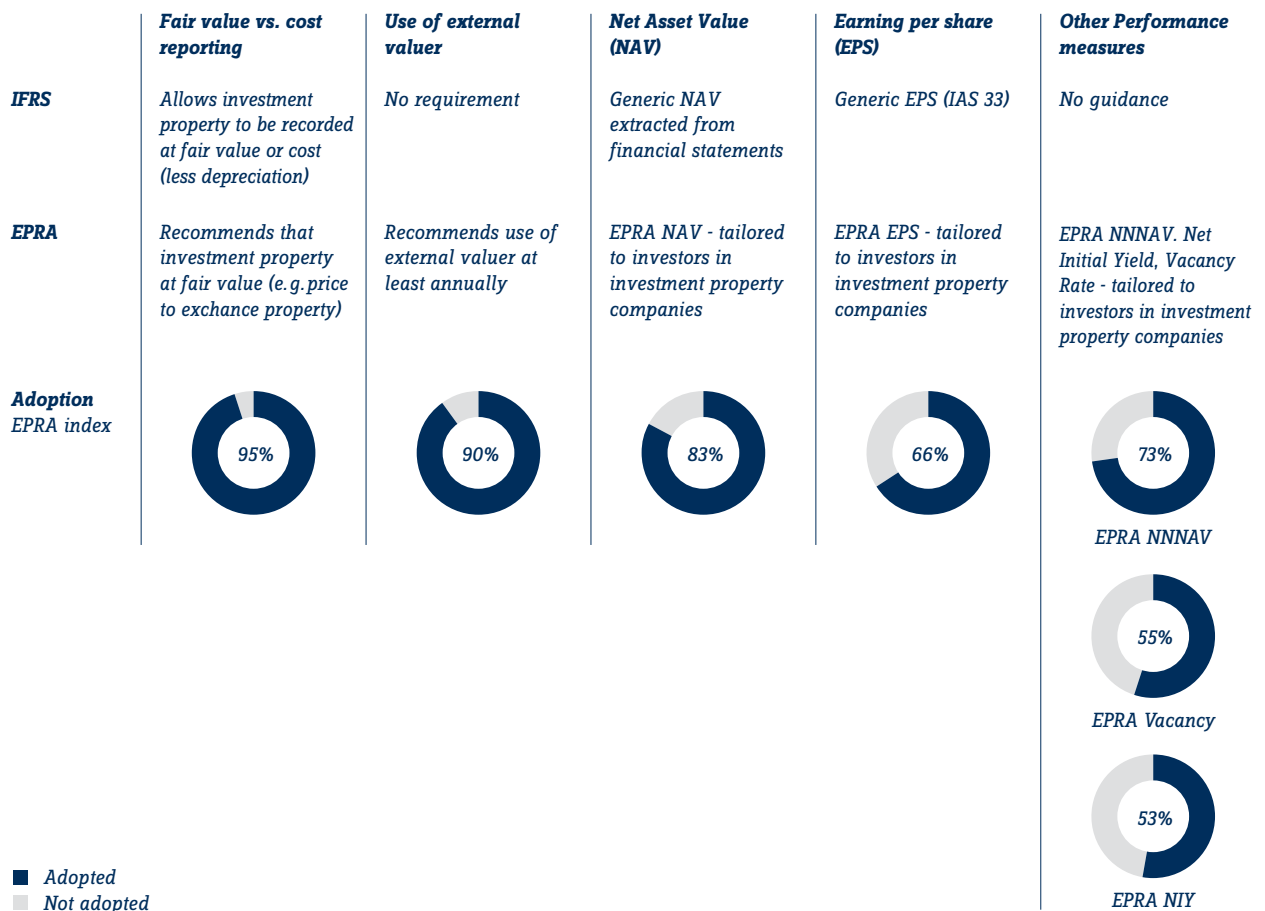 Fair value vs. cost
reporting
Use of external
valuer
Net Asset Value
(NAV)
Earning per share
(EPS)
Other Performance
measures
IFRS
Allows investment
property to be recorded
at fair value or cost
(less depreciation)
No requirement
Generic NAV
extracted from
financial statements
Generic EPS (IAS 33)
No guidance
EPRA
Recommends that
investment property
at fair value (e.g. price
to exchance property)
Recommends use of
external valuer at
least annually
EPRA NAV - tailored
to investors in
investment property
companies
EPRA EPS - tailored
to investors in
investment property
companies
EPRA NNNAV. Net
Initial Yield, Vacancy
Rate - tailored to
investors in investment
property companies
Adoption
EPRA index
95%
90%
83%
66%
73%
EPRA NNNAV
55%
EPRA Vacancy
53%
EPRA NIY
Adopted
Not adopted